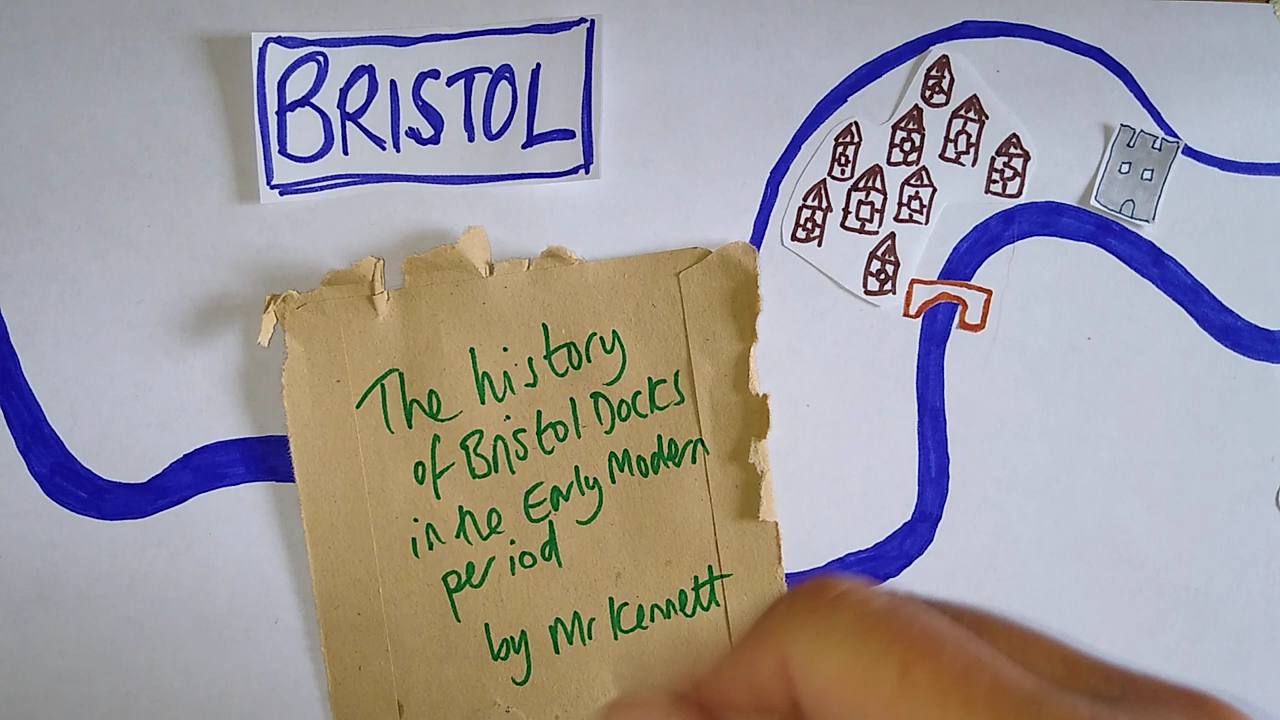 BRISTOL
The history
of Bristol Docks
in the Early Modern
period
by Mr Kennett